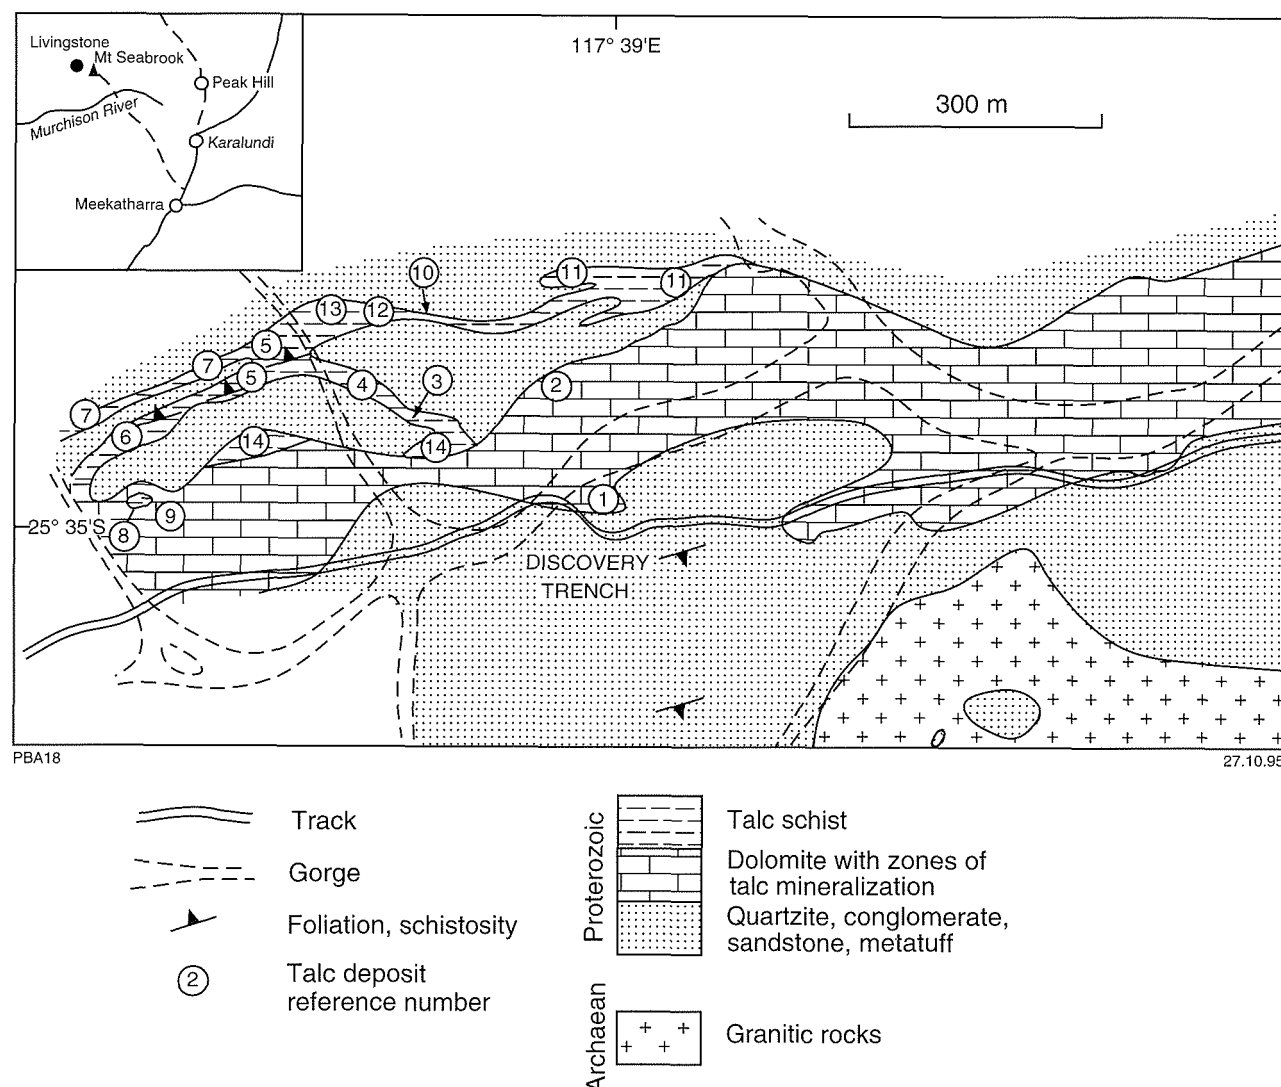 Livingstone
Mt Seabrook
Peak Hill
Murchison River
Karalundi
Meekatharra
117° 39'E
300 m
10
11
11
13
12
5
7
5
4
3
2
7
6
14
14
1
9
25° 35'S
8
DISCOVERY
TRENCH
PBA18
27.10.95
Track
Gorge
Foliation, schistosity
2
Talc deposit
reference number
Proterozoic
Talc schist
Dolomite with zones of
talc mineralization
Quartzite, conglomerate,
sandstone, metatuff
Archaean
Granitic rocks